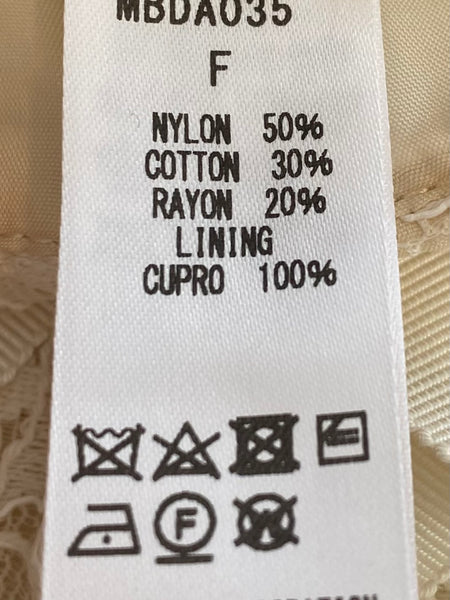 MBDA035
F
NYLON 50%
COTTON 30%
RAYON 20%
LINING
CUPRO 100%
F
W